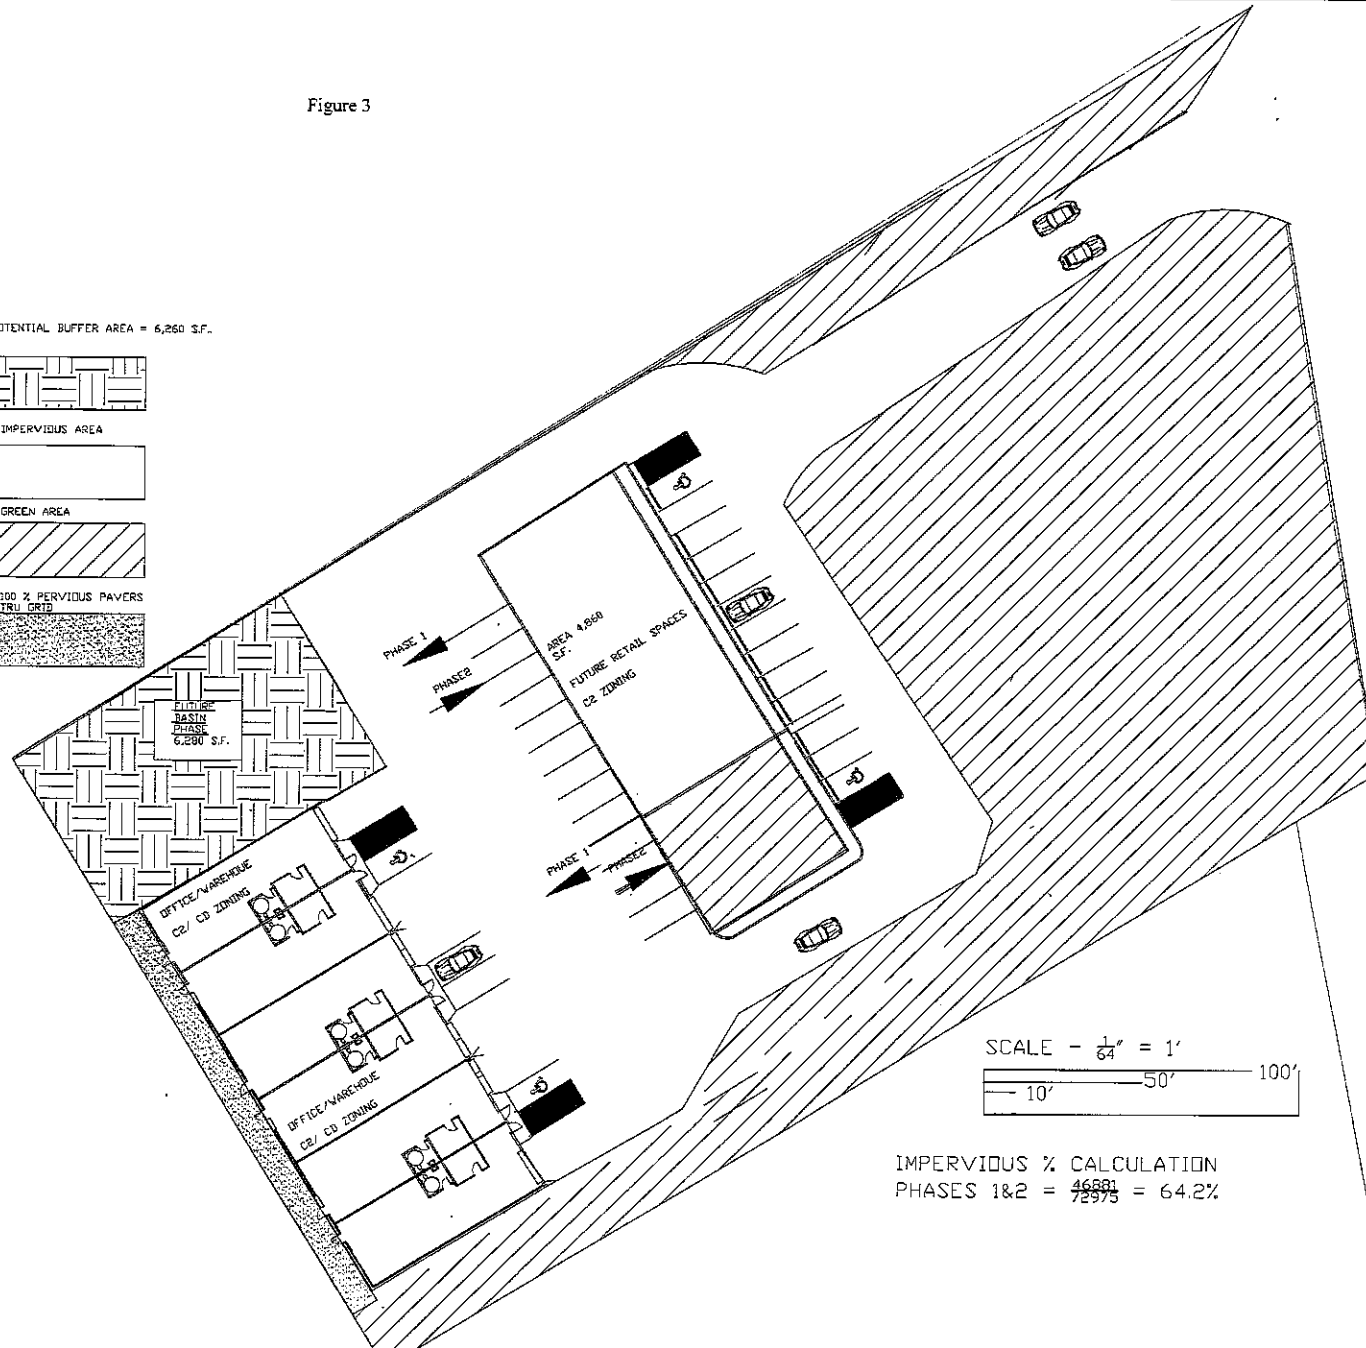 Figure 3
OTENTIAL BUFFER AREA = 6,260 S.F.
IMPERVIOUS AREA
GREEN AREA
100 % PERVIOUS PAVERS
TRU GRID
FUTURE
BASIN
PHASE
6,280 S.F.
PHASE 1
PHASE2
AREA 4,860
S.F.
FUTURE RETAIL SPACES
C2 ZONING
PHASE 1
PHASE2
OFFICE/WAREHOUE
C2/ CD ZONING
OFFICE/WAREHOUE
C2/ CD ZONING
SCALE - 1/64" = 1'
100'
50'
10'
IMPERVIOUS % CALCULATION
PHASES 1&2 = 46881/72975 = 64.2%